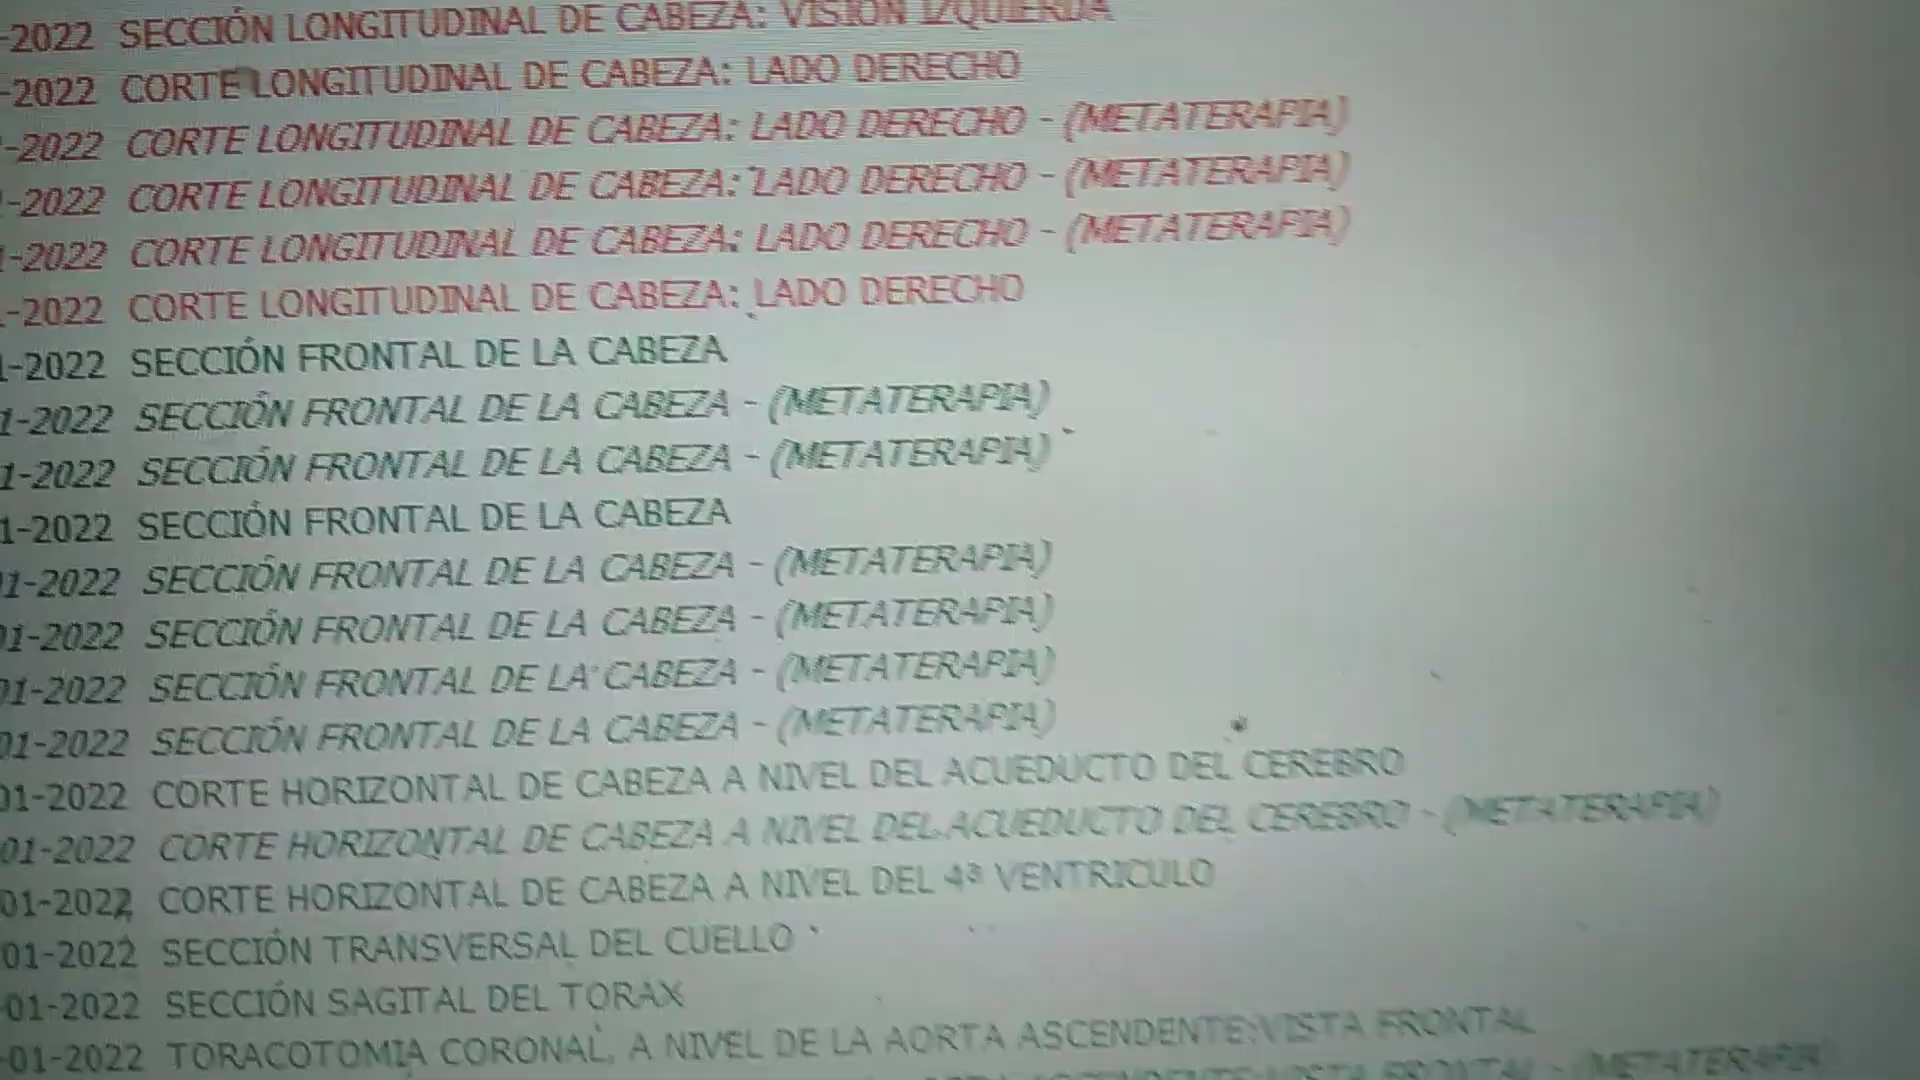 -2022 SECCIÓN LONGITUDINAL DE CABEZA: VISION IZQUIERDA
-2022 CORTE LONGITUDINAL DE CABEZA: LADO DERECHO
-2022 CORTE LONGITUDINAL DE CABEZA: LADO DERECHO - (METATERAPIA)
-2022 CORTE LONGITUDINAL DE CABEZA: LADO DERECHO - (METATERAPIA)
1-2022 CORTE LONGITUDINAL DE CABEZA: LADO DERECHO - (METATERAPIA)
-2022 CORTE LONGITUDINAL DE CABEZA: LADO DERECHO
1-2022 SECCIÓN FRONTAL DE LA CABEZA
1-2022 SECCIÓN FRONTAL DE LA CABEZA - (METATERAPIA)
1-2022 SECCIÓN FRONTAL DE LA CABEZA - (METATERAPIA)
1-2022 SECCIÓN FRONTAL DE LA CABEZA
01-2022 SECCIÓN FRONTAL DE LA CABEZA - (METATERAPIA)
01-2022 SECCIÓN FRONTAL DE LA CABEZA - (METATERAPIA)
01-2022 SECCIÓN FRONTAL DE LA CABEZA - (METATERAPIA)
01-2022 SECCIÓN FRONTAL DE LA CABEZA - (METATERAPIA)
01-2022 CORTE HORIZONTAL DE CABEZA A NIVEL DEL ACUEDUCTO DEL CEREBRO
01-2022 CORTE HORIZONTAL DE CABEZA A NIVEL DEL ACUEDUCTO DEL CEREBRO - (METATERAPIA)
01-2022 CORTE HORIZONTAL DE CABEZA A NIVEL DEL 4ª VENTRICULO
01-2022 SECCIÓN TRANSVERSAL DEL CUELLO
-01-2022 SECCIÓN SAGITAL DEL TORAX
-01-2022 TORACOTOMIA CORONAL, A NIVEL DE LA AORTA ASCENDENTE:VISTA FRONTAL
VISTA FRONTAL - (METATERAPIA)